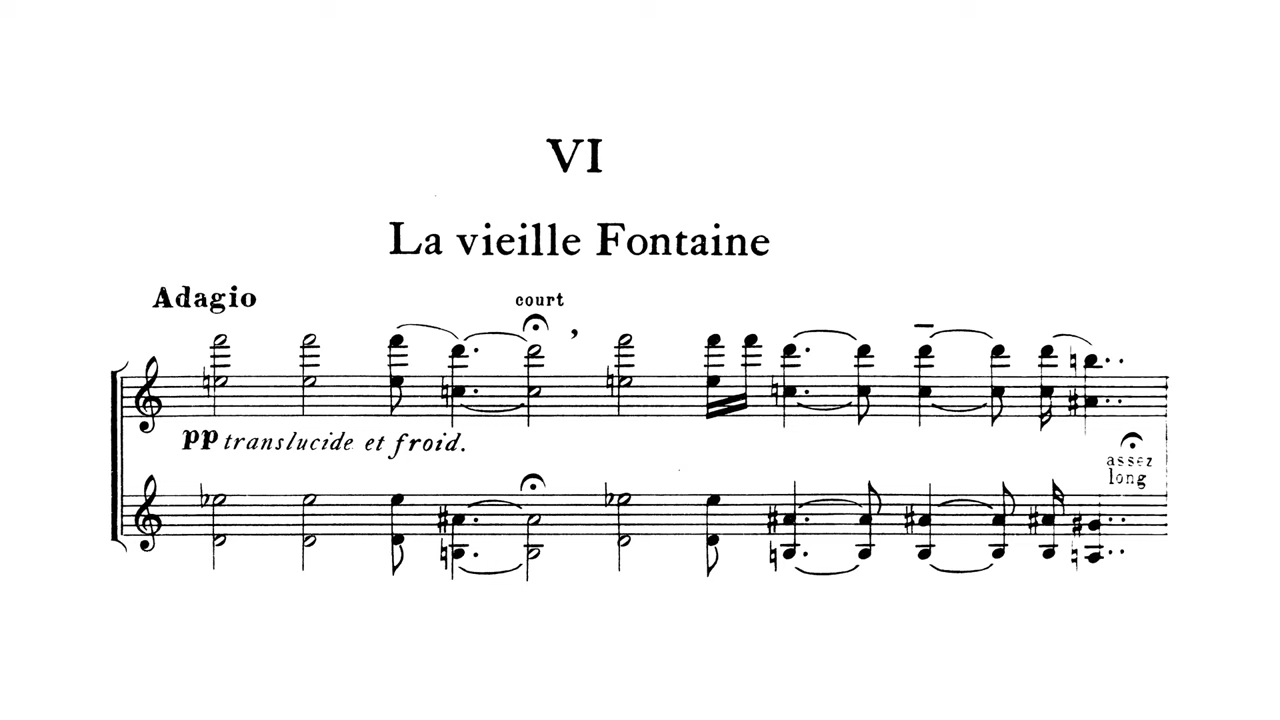 VI
La vieille Fontaine
Adagio
court
pp translucide et froid.
assez
long